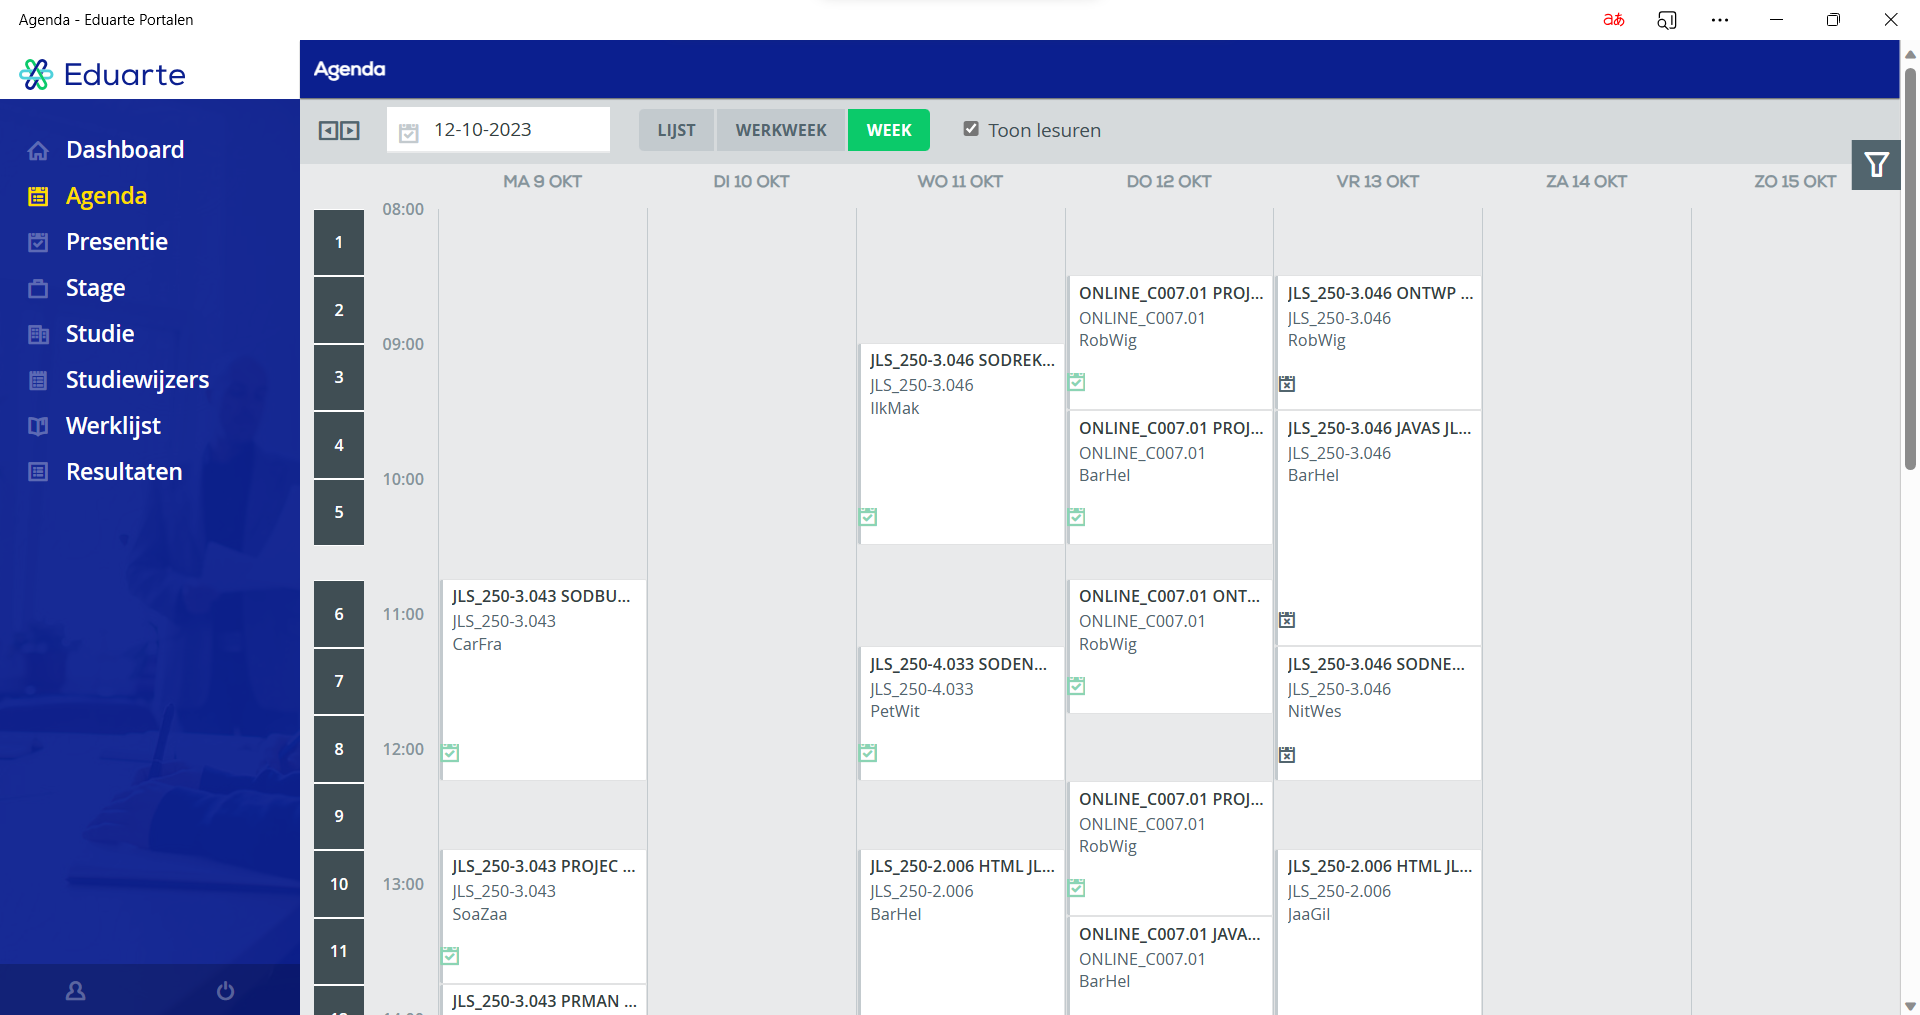 Agenda - Eduarte Portalen
aあ
Eduarte
Agenda
Dashboard
Agenda
Presentie
Stage
Studie
Studiewijzers
Werklijst
Resultaten
12-10-2023
LIJST
WERKWEEK
WEEK
Toon lesuren
MA 9 OKT
DI 10 OKT
WO 11 OKT
DO 12 OKT
VR 13 OKT
ZA 14 OKT
ZO 15 OKT
1
2
3
4
5
6
7
8
9
10
11
08:00
09:00
10:00
11:00
12:00
13:00
JLS_250-3.043 SODBU...
JLS_250-3.043
CarFra
JLS_250-3.043 PROJEC ...
JLS_250-3.043
SoaZaa
JLS_250-3.043 PRMAN ...
JLS_250-3.046 SODREK...
JLS_250-3.046
IlkMak
JLS_250-4.033 SODEN...
JLS_250-4.033
PetWit
JLS_250-2.006 HTML JL...
JLS_250-2.006
BarHel
ONLINE_C007.01 PROJ...
ONLINE_C007.01
RobWig
ONLINE_C007.01 PROJ...
ONLINE_C007.01
BarHel
ONLINE_C007.01 ONT...
ONLINE_C007.01
RobWig
ONLINE_C007.01 PROJ...
ONLINE_C007.01
RobWig
ONLINE_C007.01 JAVA...
ONLINE_C007.01
BarHel
JLS_250-3.046 ONTWP ...
JLS_250-3.046
RobWig
JLS_250-3.046 JAVAS JL...
JLS_250-3.046
BarHel
JLS_250-3.046 SODNE...
JLS_250-3.046
NitWes
JLS_250-2.006 HTML JL...
JLS_250-2.006
JaaGil